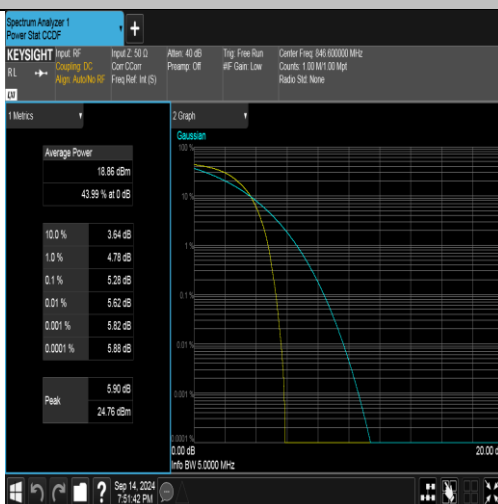 Spectrum Analyzer 1
Power Stat CCDF
KEYSIGHT
RL
LXI
Input: RF
Coupling: DC
Align: Auto/No RF
Input Z: 50 Ω
Corr CCorr
Freq Ref: Int (S)
Atten: 40 dB
Preamp: Off
Trig: Free Run
#IF Gain: Low
Center Freq: 846.600000 MHz
Counts: 1.00 M/1.00 Mpt
Radio Std: None
1 Metrics
Average Power
18.86 dBm
43.99 % at 0 dB
10.0 % 3.64 dB
1.0 % 4.78 dB
0.1 % 5.28 dB
0.01 % 5.62 dB
0.001 % 5.82 dB
0.0001 % 5.88 dB
Peak
5.90 dB
24.76 dBm
2 Graph
Gaussian
100 %
10 %
1 %
0.1 %
0.01 %
0.001 %
0.0001 %
0.00 dB
20.00 d
Info BW 5.0000 MHz
?
Sep 14, 2024
7:51:42 PM